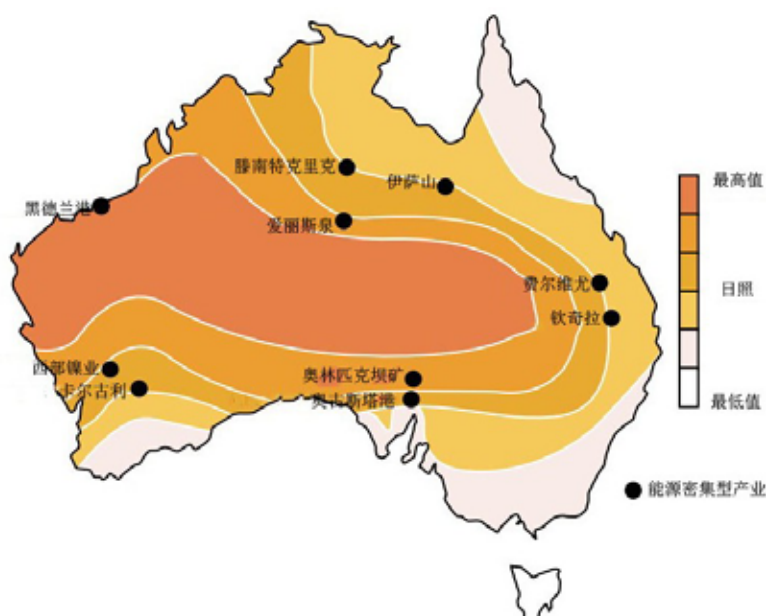 滕南特克里克
伊萨山
黑德兰港
爱丽斯泉
费尔维尤
钦奇拉
西部镍业
卡尔古利
奥林匹克坝矿
奥古斯塔港
最高值
日照
最低值
能源密集型产业